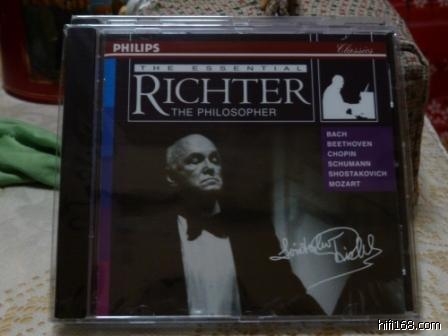 PHILIPS
Classics
THE ESSENTIAL
RICHTER
THE PHILOSOPHER
BACH
BEETHOVEN
CHOPIN
SCHUMANN
SHOSTAKOVICH
MOZART
hifi168.com